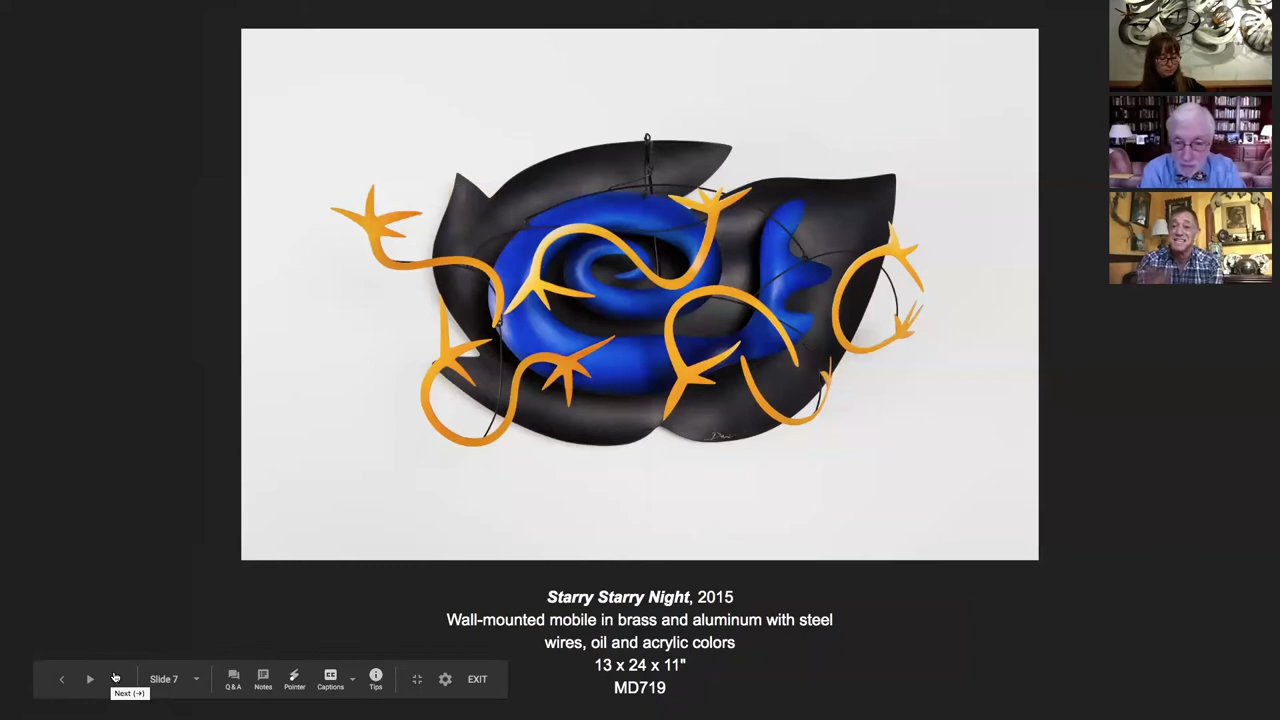 Starry Starry Night, 2015
Wall-mounted mobile in brass and aluminum with steel
wires, oil and acrylic colors
13 x 24 x 11"
MD719
Slide 7
Q & A
Notes
Pointer
Captions
Tips
EXIT
Next (→)